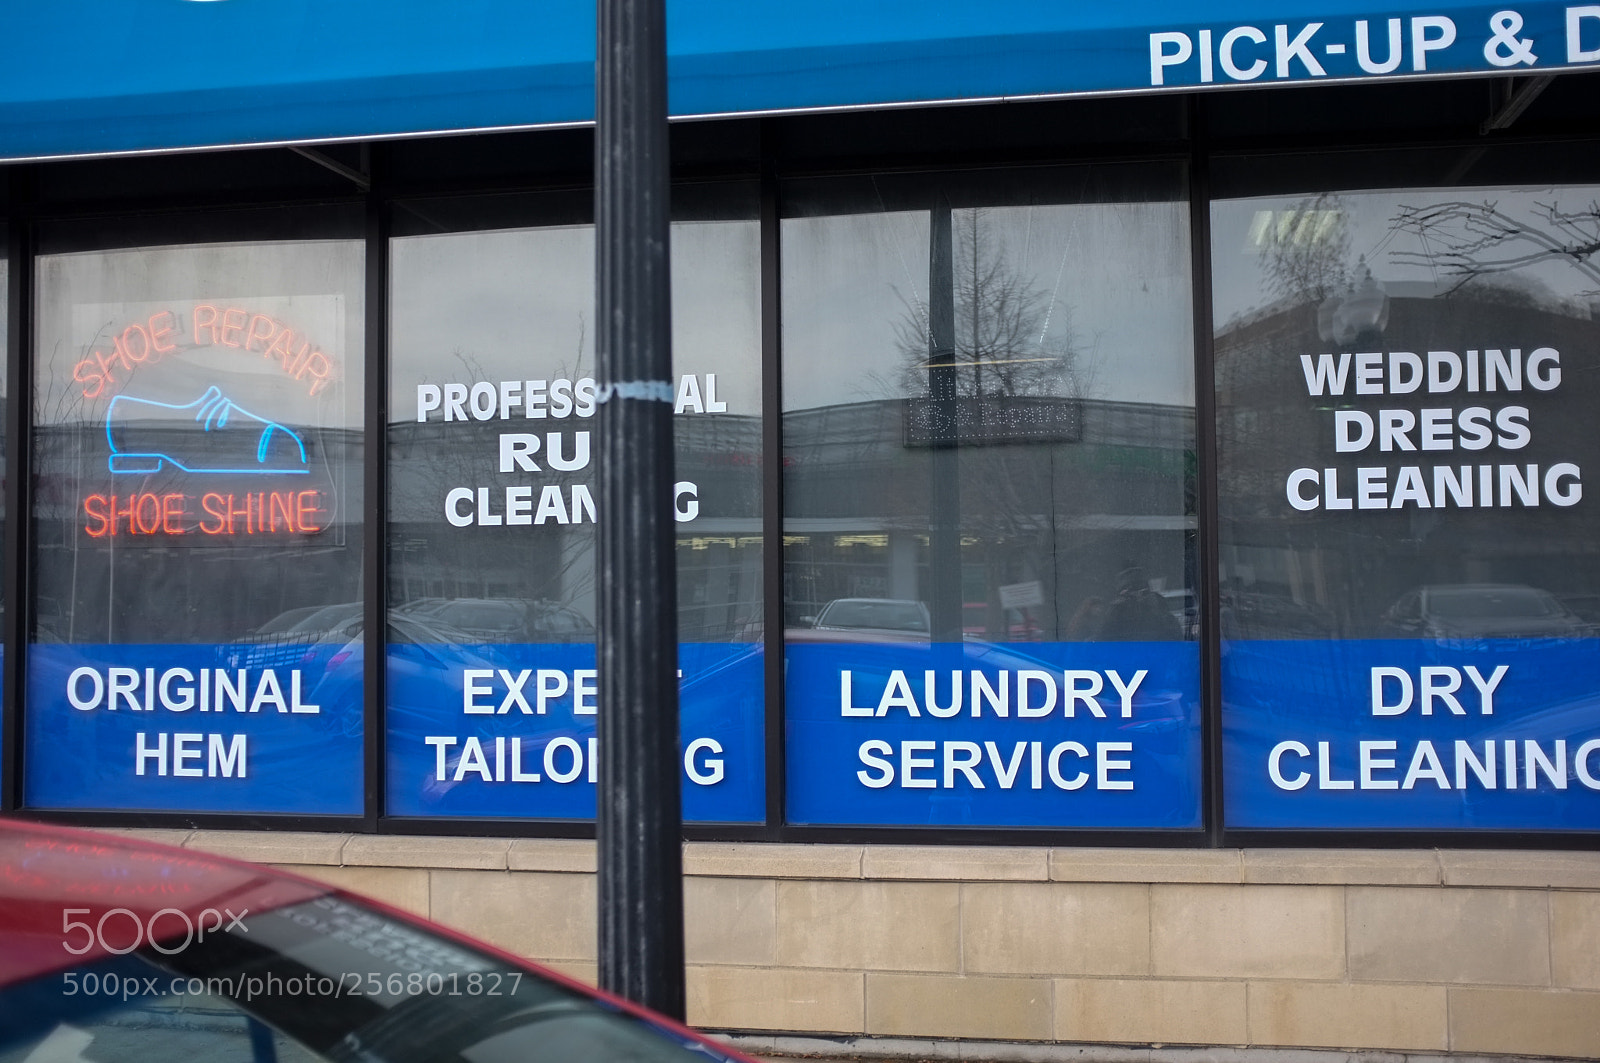 PICK-UP & D
SHOE REPAIR
SHOE SHINE
PROFESS AL
RU
CLEAN G
WEDDING
DRESS
CLEANING
ORIGINAL
HEM
EXPE
TAILO G
LAUNDRY
SERVICE
DRY
CLEANING
500px
500px.com/photo/256801827